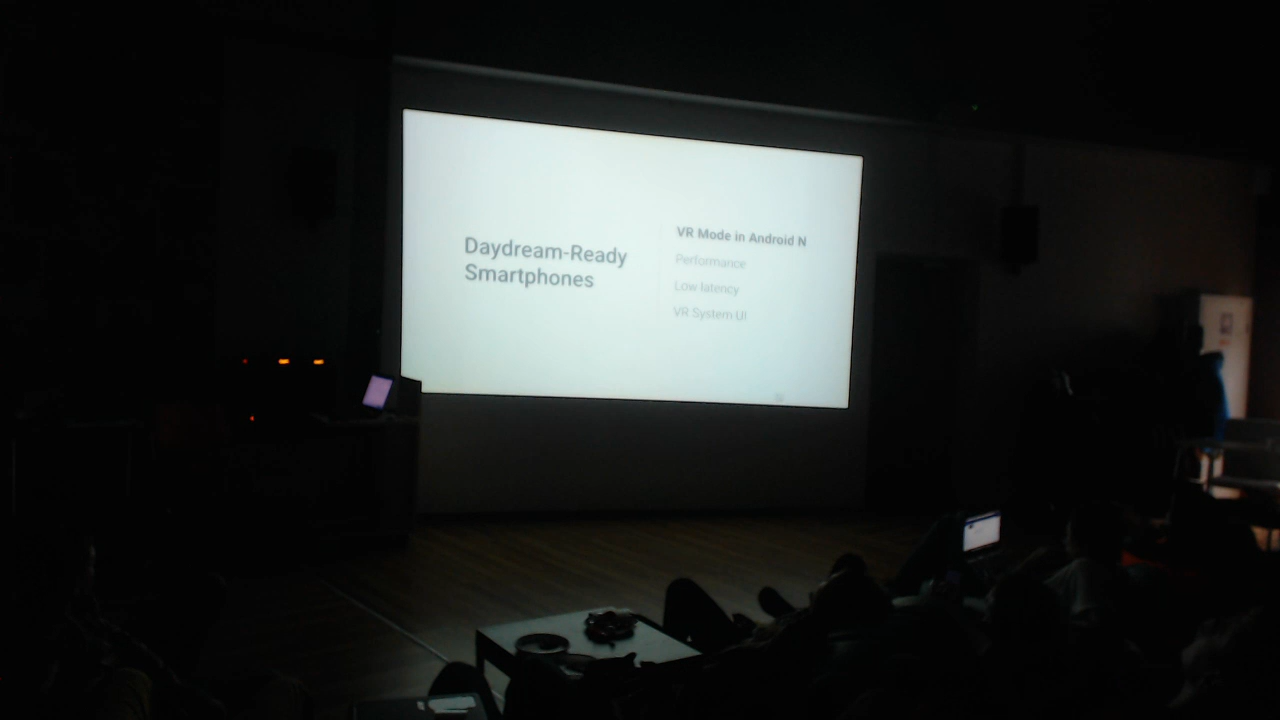 Daydream-Ready
Smartphones
VR Mode in Android N
Performance
Low latency
VR System UI